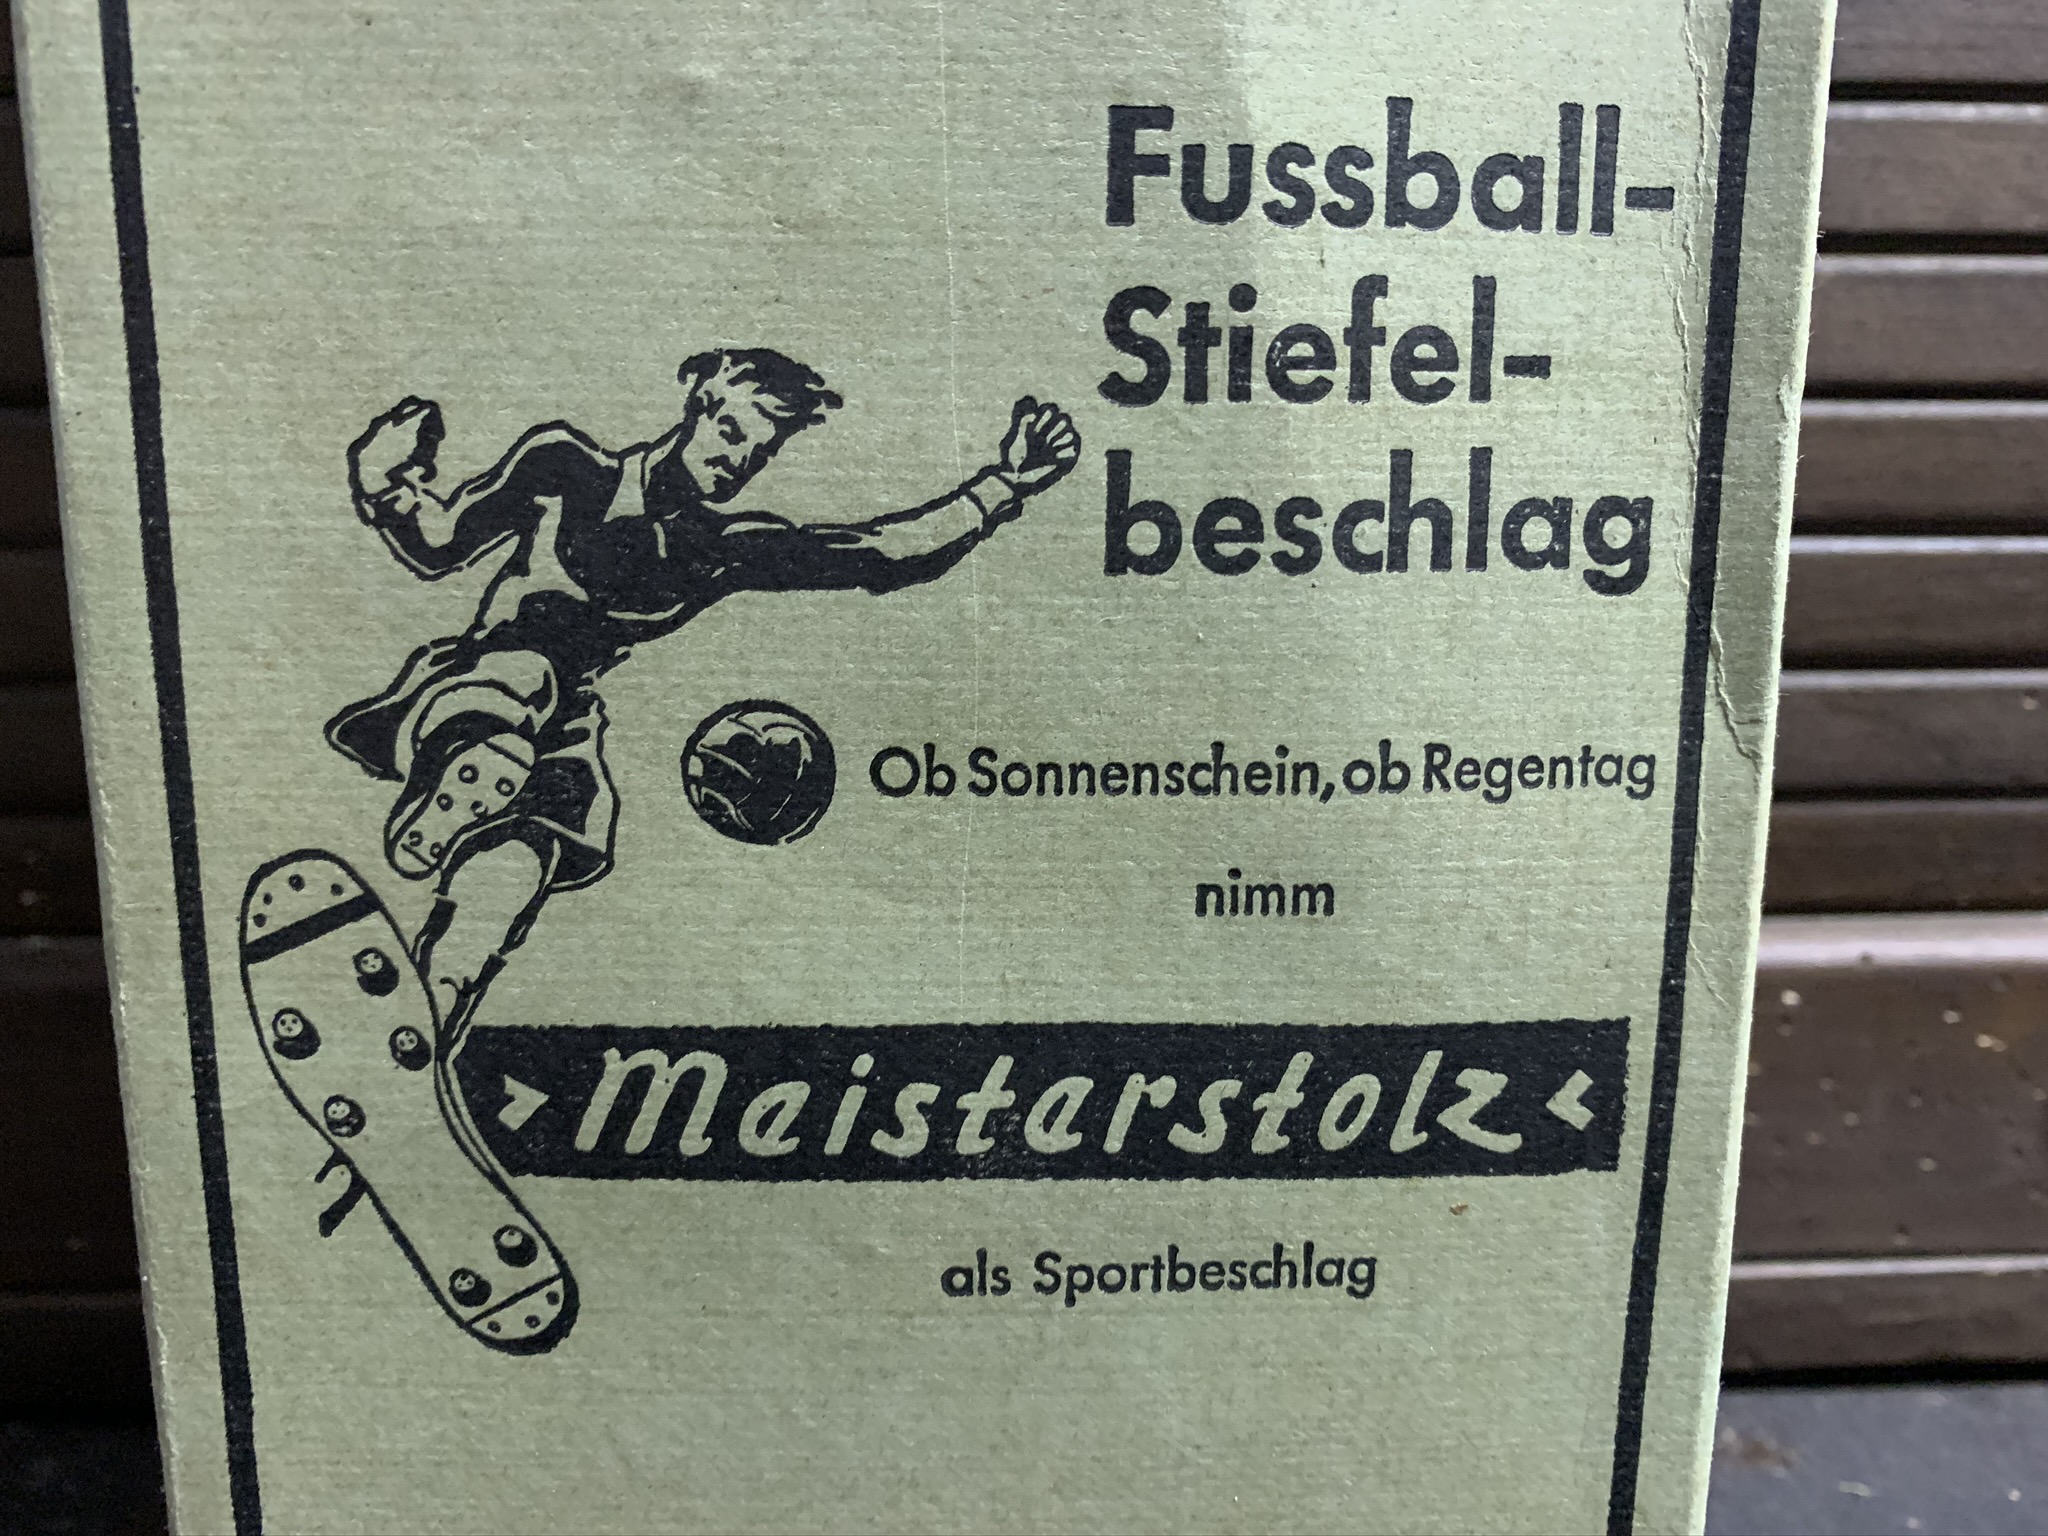 Fussball-
Stiefel-
beschlag
Ob Sonnenschein, ob Regentag
nimm
>Meisterstolz<
als Sportbeschlag